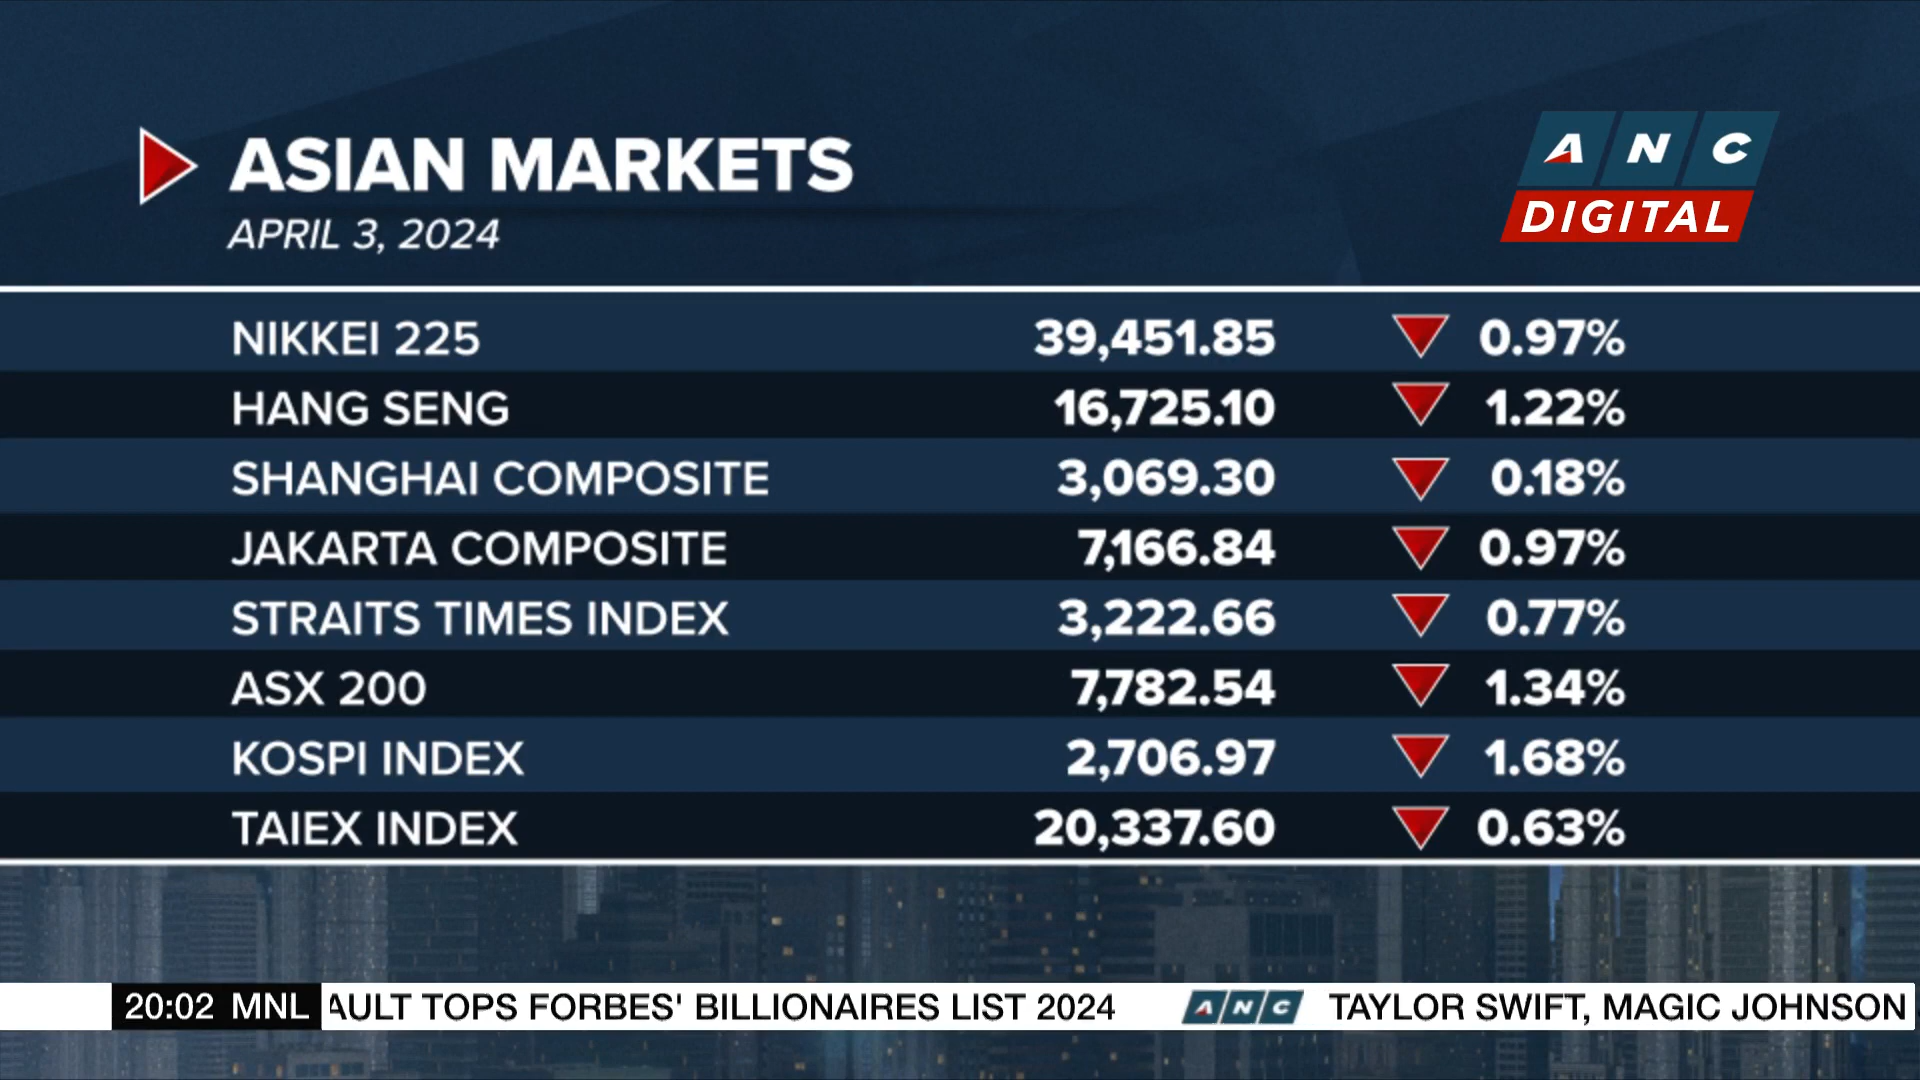 ASIAN MARKETS
APRIL 3, 2024
ANC
DIGITAL
NIKKEI 225 39,451.85 0.97%
HANG SENG 16,725.10 1.22%
SHANGHAI COMPOSITE 3,069.30 0.18%
JAKARTA COMPOSITE 7,166.84 0.97%
STRAITS TIMES INDEX 3,222.66 0.77%
ASX 200 7,782.54 1.34%
KOSPI INDEX 2,706.97 1.68%
TAIEX INDEX 20,337.60 0.63%
20:02 MNL AULT TOPS FORBES' BILLIONAIRES LIST 2024 ANC TAYLOR SWIFT, MAGIC JOHNSON